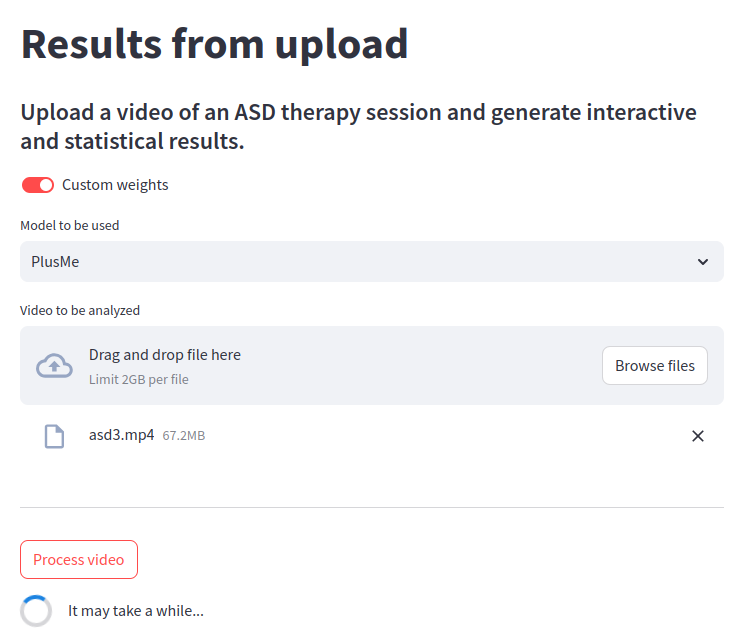 Results from upload
Upload a video of an ASD therapy session and generate interactive
and statistical results.
Custom weights
Model to be used
PlusMe
Video to be analyzed
Drag and drop file here
Limit 2GB per file
Browse files
asd3.mp4 67.2MB
Process video
It may take a while...